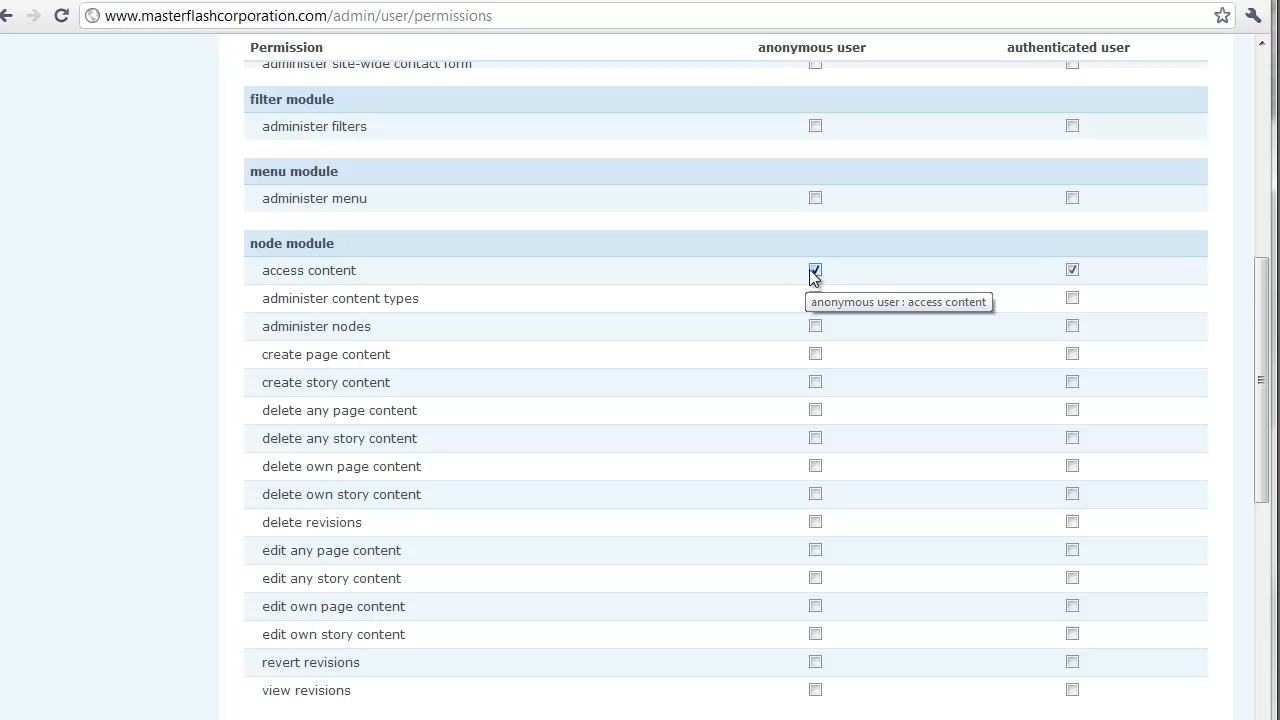 www.masterflashcorporation.com/admin/user/permissions
Permission anonymous user authenticated user
administer site-wide contact form
filter module
administer filters
menu module
administer menu
node module
access content
anonymous user : access content
administer content types
administer nodes
create page content
create story content
delete any page content
delete any story content
delete own page content
delete own story content
delete revisions
edit any page content
edit any story content
edit own page content
edit own story content
revert revisions
view revisions